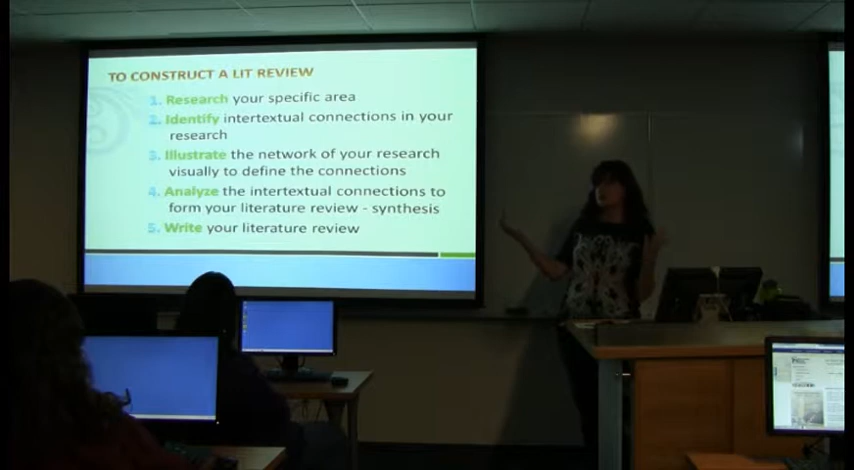 TO CONSTRUCT A LIT REVIEW
1. Research your specific area
2. Identify intertextual connections in your
research
3. Illustrate the network of your research
visually to define the connections
4. Analyze the intertextual connections to
form your literature review - synthesis
5. Write your literature review